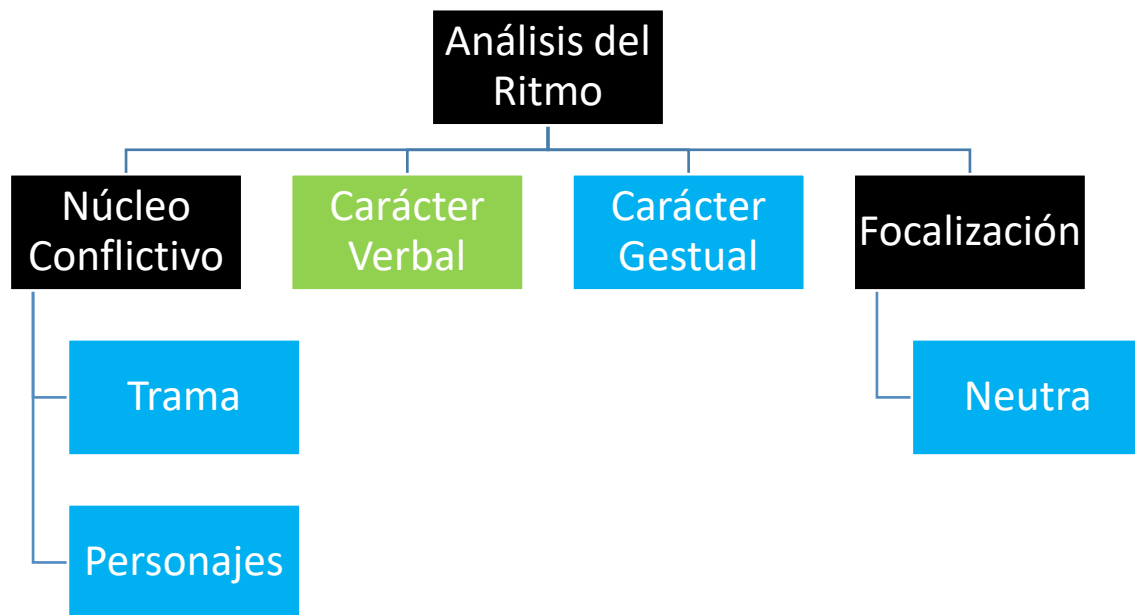 Análisis del
Ritmo
Núcleo
Conflictivo
Carácter
Verbal
Carácter
Gestual
Focalización
Trama
Neutra
Personajes